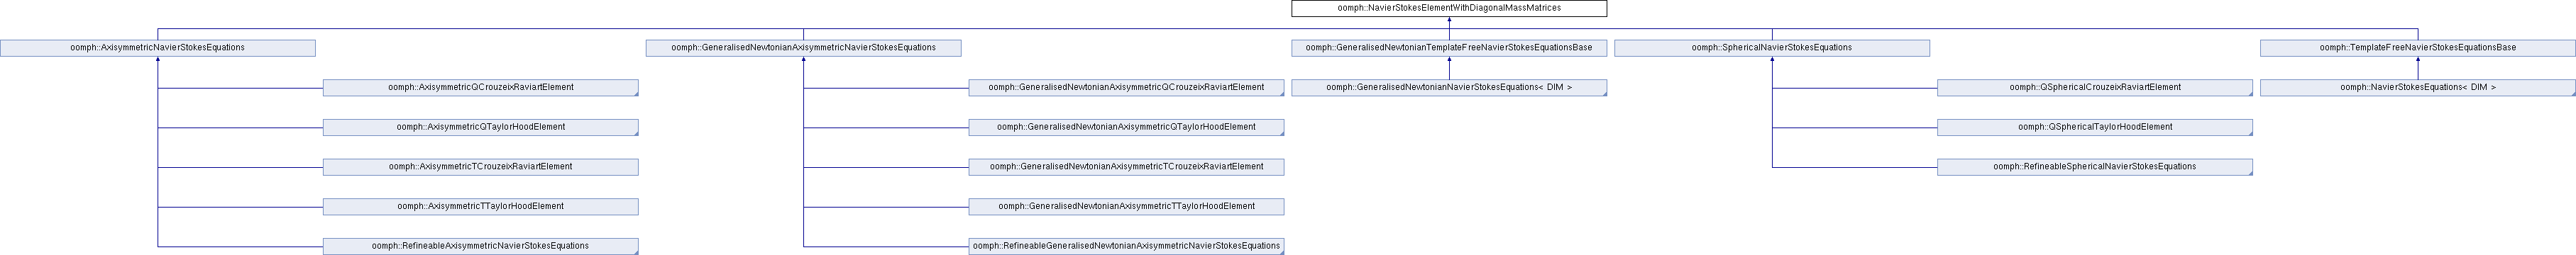 oomph::NavierStokesElementWithDiagonalMassMatrices
oomph::AxisymmetricNavierStokesEquations
oomph::GeneralisedNewtonianAxisymmetricNavierStokesEquations
oomph::GeneralisedNewtonianTemplateFreeNavierStokesEquationsBase
oomph::SphericalNavierStokesEquations
oomph::TemplateFreeNavierStokesEquationsBase
oomph::AxisymmetricQCrouzeixRaviartElement
oomph::GeneralisedNewtonianAxisymmetricQCrouzeixRaviartElement
oomph::GeneralisedNewtonianNavierStokesEquations< DIM >
oomph::QSphericalCrouzeixRaviartElement
oomph::NavierStokesEquations< DIM >
oomph::AxisymmetricQTaylorHoodElement
oomph::GeneralisedNewtonianAxisymmetricQTaylorHoodElement
oomph::QSphericalTaylorHoodElement
oomph::AxisymmetricTCrouzeixRaviartElement
oomph::GeneralisedNewtonianAxisymmetricTCrouzeixRaviartElement
oomph::RefineableSphericalNavierStokesEquations
oomph::AxisymmetricTTaylorHoodElement
oomph::GeneralisedNewtonianAxisymmetricTTaylorHoodElement
oomph::RefineableAxisymmetricNavierStokesEquations
oomph::RefineableGeneralisedNewtonianAxisymmetricNavierStokesEquations